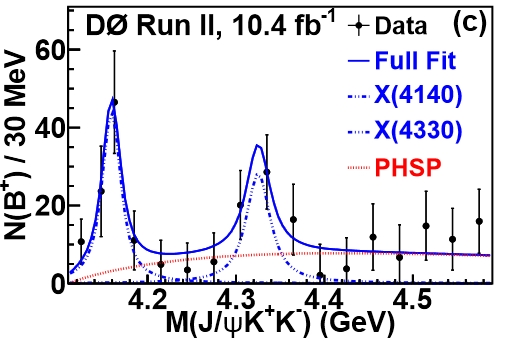 DØ Run II, 10.4 fb⁻¹
(c)
Data
Full Fit
X(4140)
X(4330)
PHSP
N(B⁺) / 30 MeV
60
40
20
0
4.2 4.3 4.4 4.5
M(J/ψK⁺K⁻) (GeV)